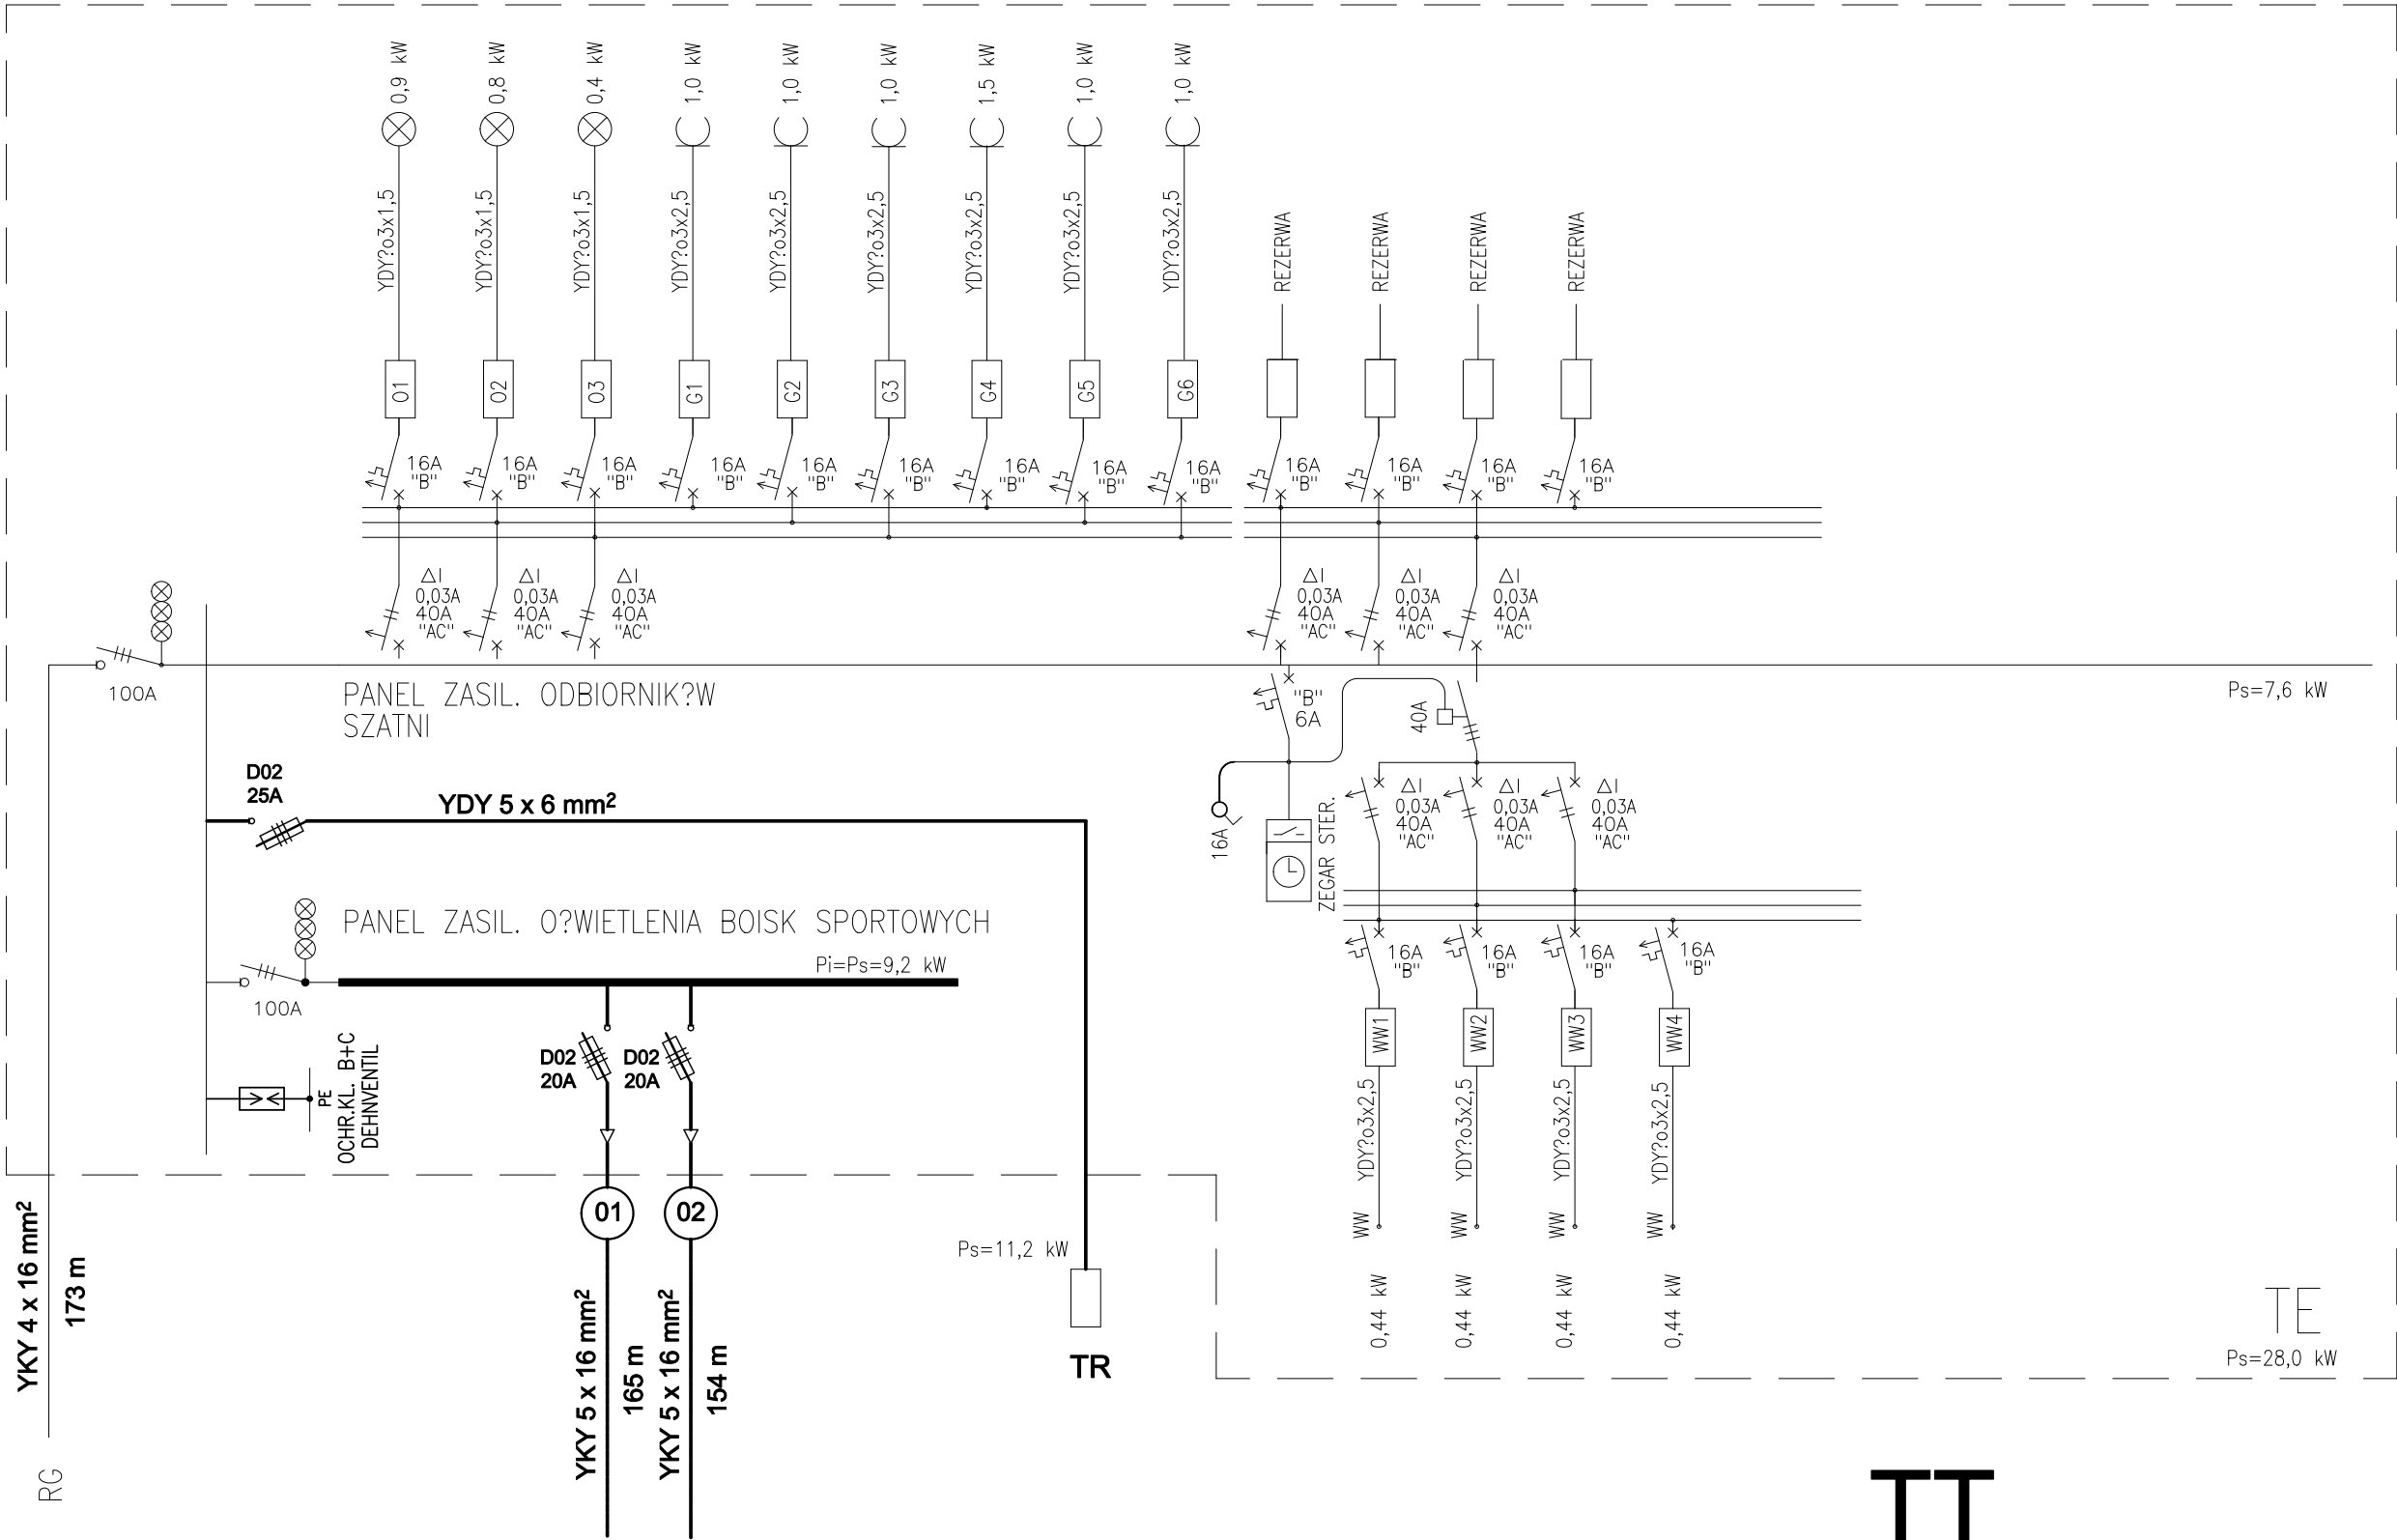 0,9 kW
0,8 kW
0,4 kW
1,0 kW
1,0 kW
1,0 kW
1,5 kW
1,0 kW
1,0 kW
YDY?o3x1,5
YDY?o3x1,5
YDY?o3x1,5
YDY?o3x2,5
YDY?o3x2,5
YDY?o3x2,5
YDY?o3x2,5
YDY?o3x2,5
YDY?o3x2,5
REZERWA
REZERWA
REZERWA
REZERWA
O1
O2
O3
G1
G2
G3
G4
G5
G6
16A
"B"
16A
"B"
16A
"B"
16A
"B"
16A
"B"
16A
"B"
16A
"B"
16A
"B"
16A
"B"
16A
"B"
16A
"B"
16A
"B"
16A
"B"
△I
0,03A
40A
"AC"
△I
0,03A
40A
"AC"
△I
0,03A
40A
"AC"
△I
0,03A
40A
"AC"
△I
0,03A
40A
"AC"
△I
0,03A
40A
"AC"
100A
PANEL ZASIL. ODBIORNIK?W
SZATNI
"B"
6A
40A
Ps=7,6 kW
D02
25A
YDY 5 x 6 mm²
16A
ZEGAR STER.
△I
0,03A
40A
"AC"
△I
0,03A
40A
"AC"
△I
0,03A
40A
"AC"
PANEL ZASIL. O?WIETLENIA BOISK SPORTOWYCH
Pi=Ps=9,2 kW
100A
16A
"B"
16A
"B"
16A
"B"
16A
"B"
D02
20A
D02
20A
WW1
WW2
WW3
WW4
PE
OCHR.KL. B+C
DEHNVENTIL
YDY?o3x2,5
YDY?o3x2,5
YDY?o3x2,5
YDY?o3x2,5
01
02
WW
WW
WW
WW
Ps=11,2 kW
YKY 4 x 16 mm²
173 m
YKY 5 x 16 mm²
165 m
YKY 5 x 16 mm²
154 m
TR
0,44 kW
0,44 kW
0,44 kW
0,44 kW
TE
Ps=28,0 kW
RG
TT